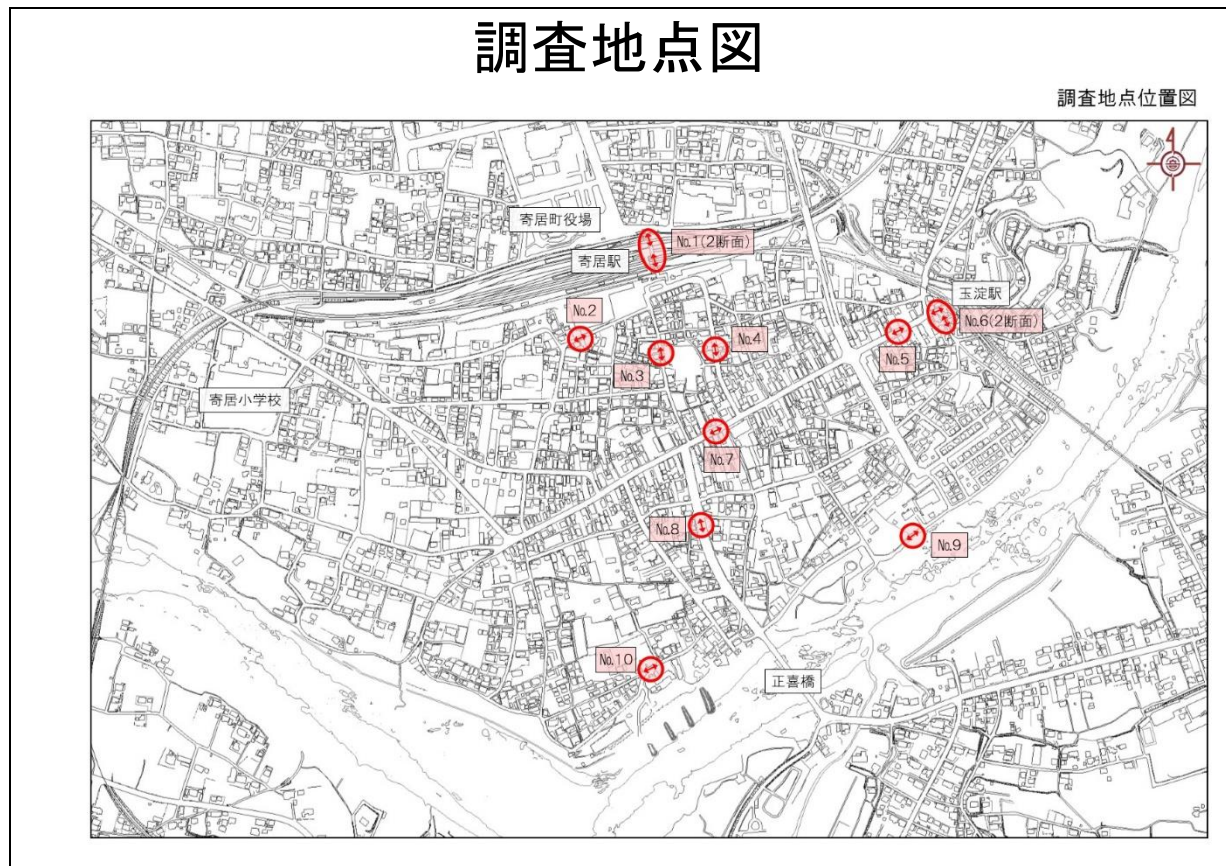 調査地点図
調査地点位置図
寄居町役場
No.1(2断面)
寄居駅
玉淀駅
No.2
No.6(2断面)
No.4
No.5
No.3
寄居小学校
No.7
No.8
No.9
No.10
正喜橋